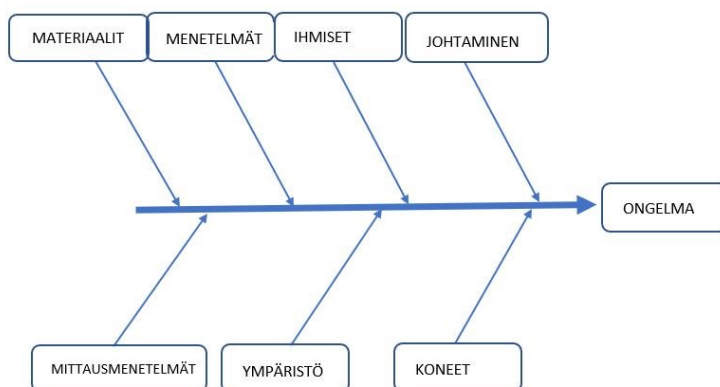 MATERIAALIT
MENETELMÄT
IHMISET
JOHTAMINEN
ONGELMA
MITTAUSMENETELMÄT
YMPÄRISTÖ
KONEET